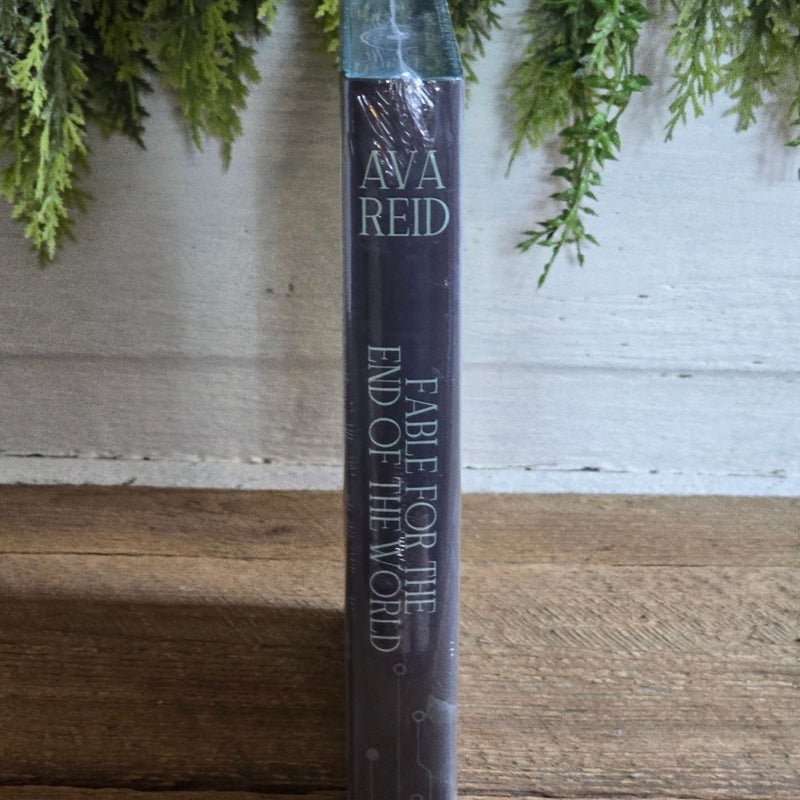 AVA
REID
FABLE FOR THE
END OF THE WORLD